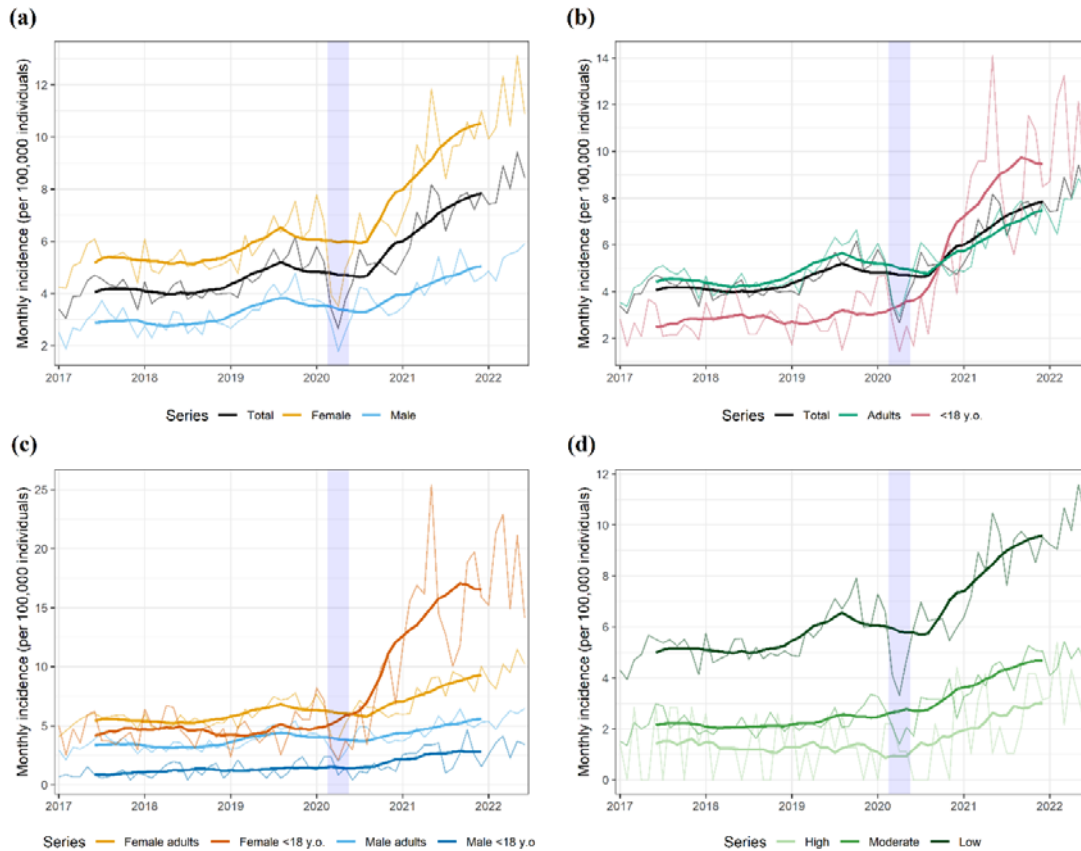 (a)
Monthly incidence (per 100,000 individuals)
12
10
8
6
4
2
2017 2018 2019 2020 2021 2022
Series Total Female Male
(b)
Monthly incidence (per 100,000 individuals)
14
12
10
8
6
4
2
2017 2018 2019 2020 2021 2022
Series Total Adults <18 y.o.
(c)
Monthly incidence (per 100,000 individuals)
25
20
15
10
5
0
2017 2018 2019 2020 2021 2022
Series Female adults Female <18 y.o. Male adults Male <18 y.o
(d)
Monthly incidence (per 100,000 individuals)
12
10
8
6
4
2
0
2017 2018 2019 2020 2021 2022
Series High Moderate Low